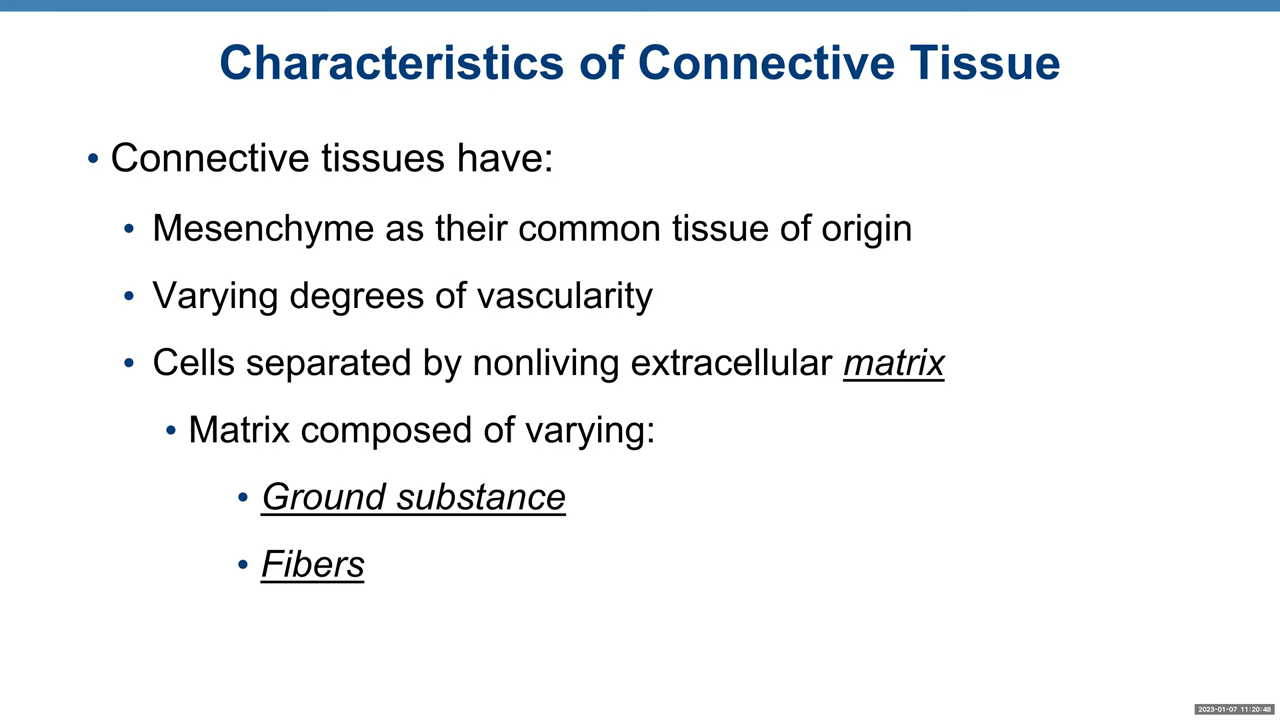 Characteristics of Connective Tissue
• Connective tissues have:
• Mesenchyme as their common tissue of origin
• Varying degrees of vascularity
• Cells separated by nonliving extracellular matrix
• Matrix composed of varying:
• Ground substance
• Fibers
2023-01-07 11:20:48